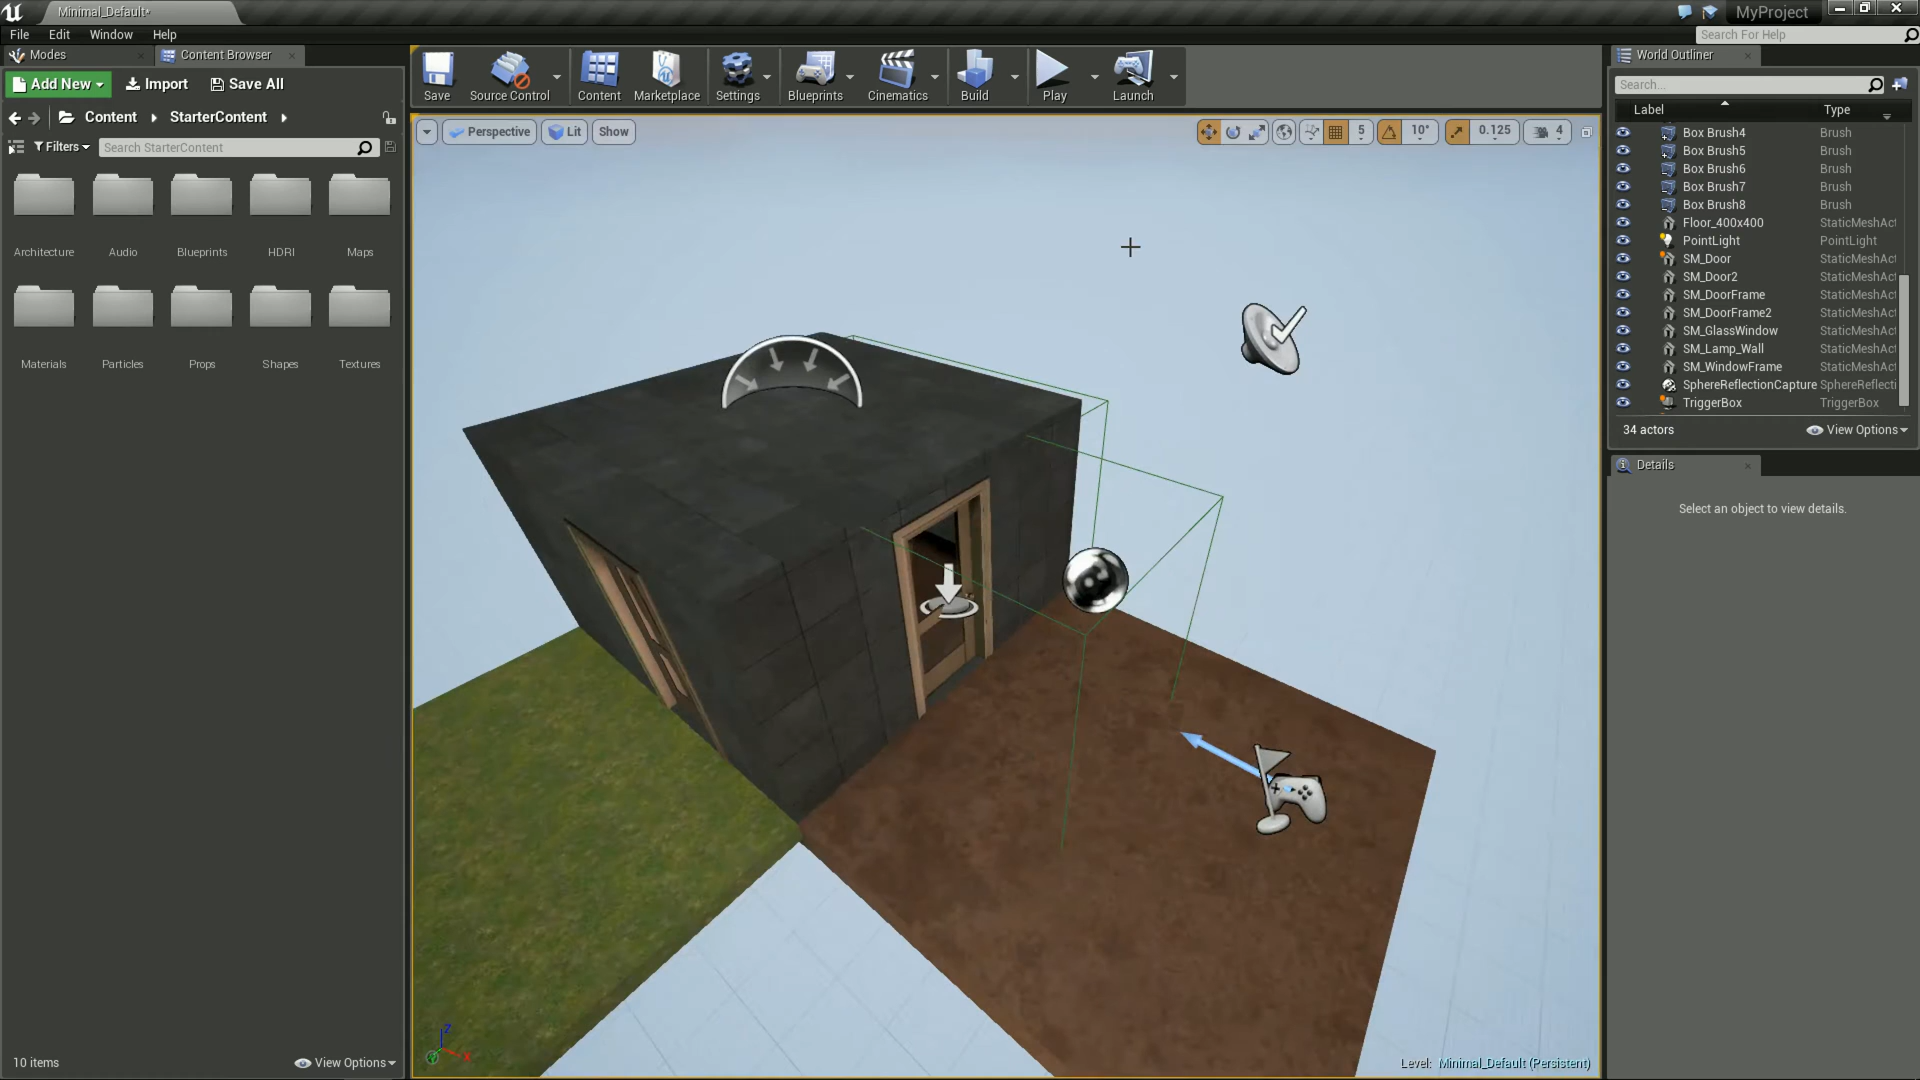 Minimal_Default*
MyProject
File Edit Window Help
Search For Help
Modes
Content Browser
Add New
Import
Save All
Content
StarterContent
Filters
Search StarterContent
Architecture Audio Blueprints HDRI Maps
Materials Particles Props Shapes Textures
10 items
View Options
Save
Source Control
Content
Marketplace
Settings
Blueprints
Cinematics
Build
Play
Launch
Perspective
Lit
Show
5
10°
0.125
4
Z
X
Level: Minimal_Default (Persistent)
World Outliner
Search...
Label Type
Box Brush4 Brush
Box Brush5 Brush
Box Brush6 Brush
Box Brush7 Brush
Box Brush8 Brush
Floor_400x400 StaticMeshAct
PointLight PointLight
SM_Door StaticMeshAct
SM_Door2 StaticMeshAct
SM_DoorFrame StaticMeshAct
SM_DoorFrame2 StaticMeshAct
SM_GlassWindow StaticMeshAct
SM_Lamp_Wall StaticMeshAct
SM_WindowFrame StaticMeshAct
SphereReflectionCapture SphereReflecti
TriggerBox TriggerBox
34 actors
View Options
Details
Select an object to view details.